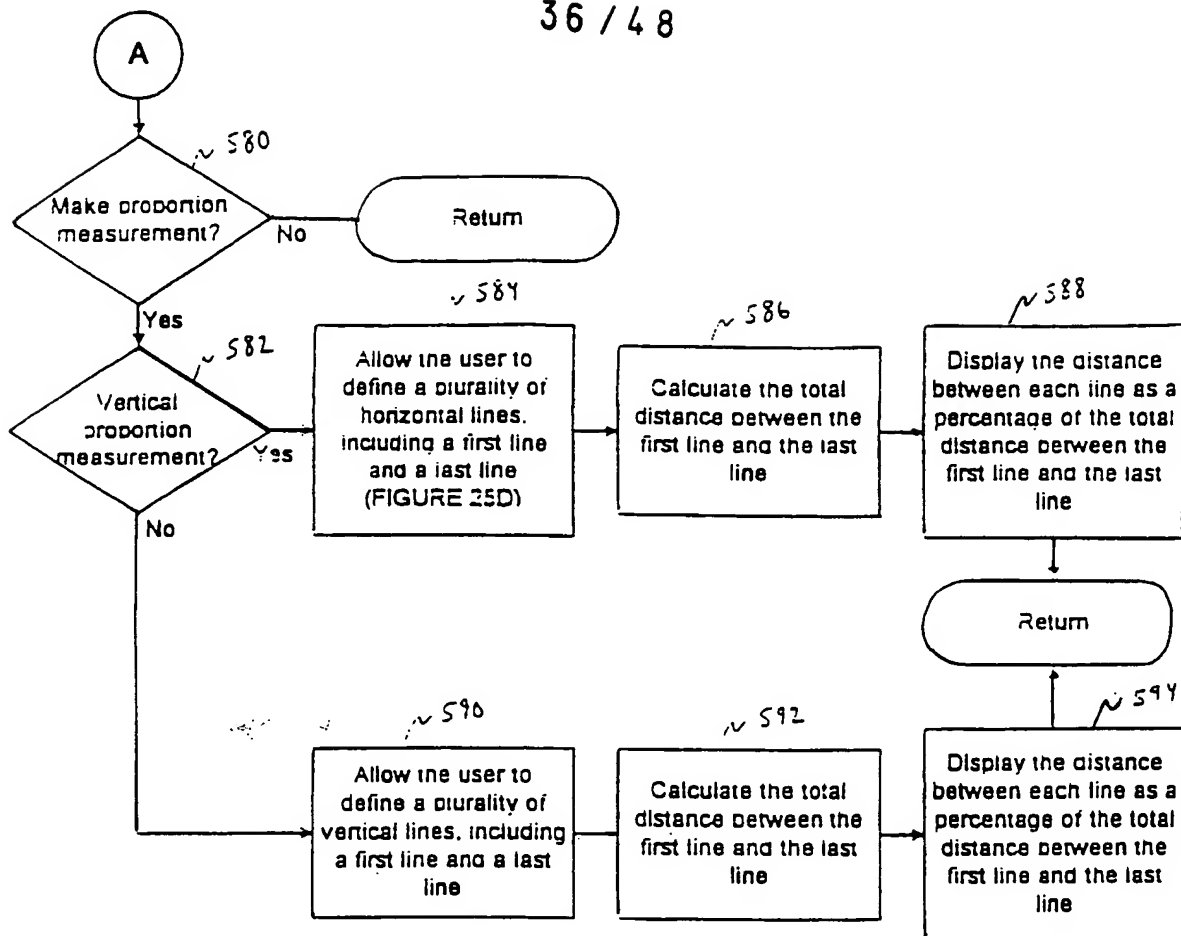 36/48
A
580
Make proportion
measurement?
No
Return
Yes
582
Vertical
proportion
measurement?
Yes
No
584
Allow the user to
define a plurality of
horizontal lines,
including a first line
and a last line
(FIGURE 25D)
586
Calculate the total
distance between the
first line and the last
line
588
Display the distance
between each line as a
percentage of the total
distance between the
first line and the last
line
Return
590
Allow the user to
define a plurality of
vertical lines, including
a first line and a last
line
592
Calculate the total
distance between the
first line and the last
line
594
Display the distance
between each line as a
percentage of the total
distance between the
first line and the last
line